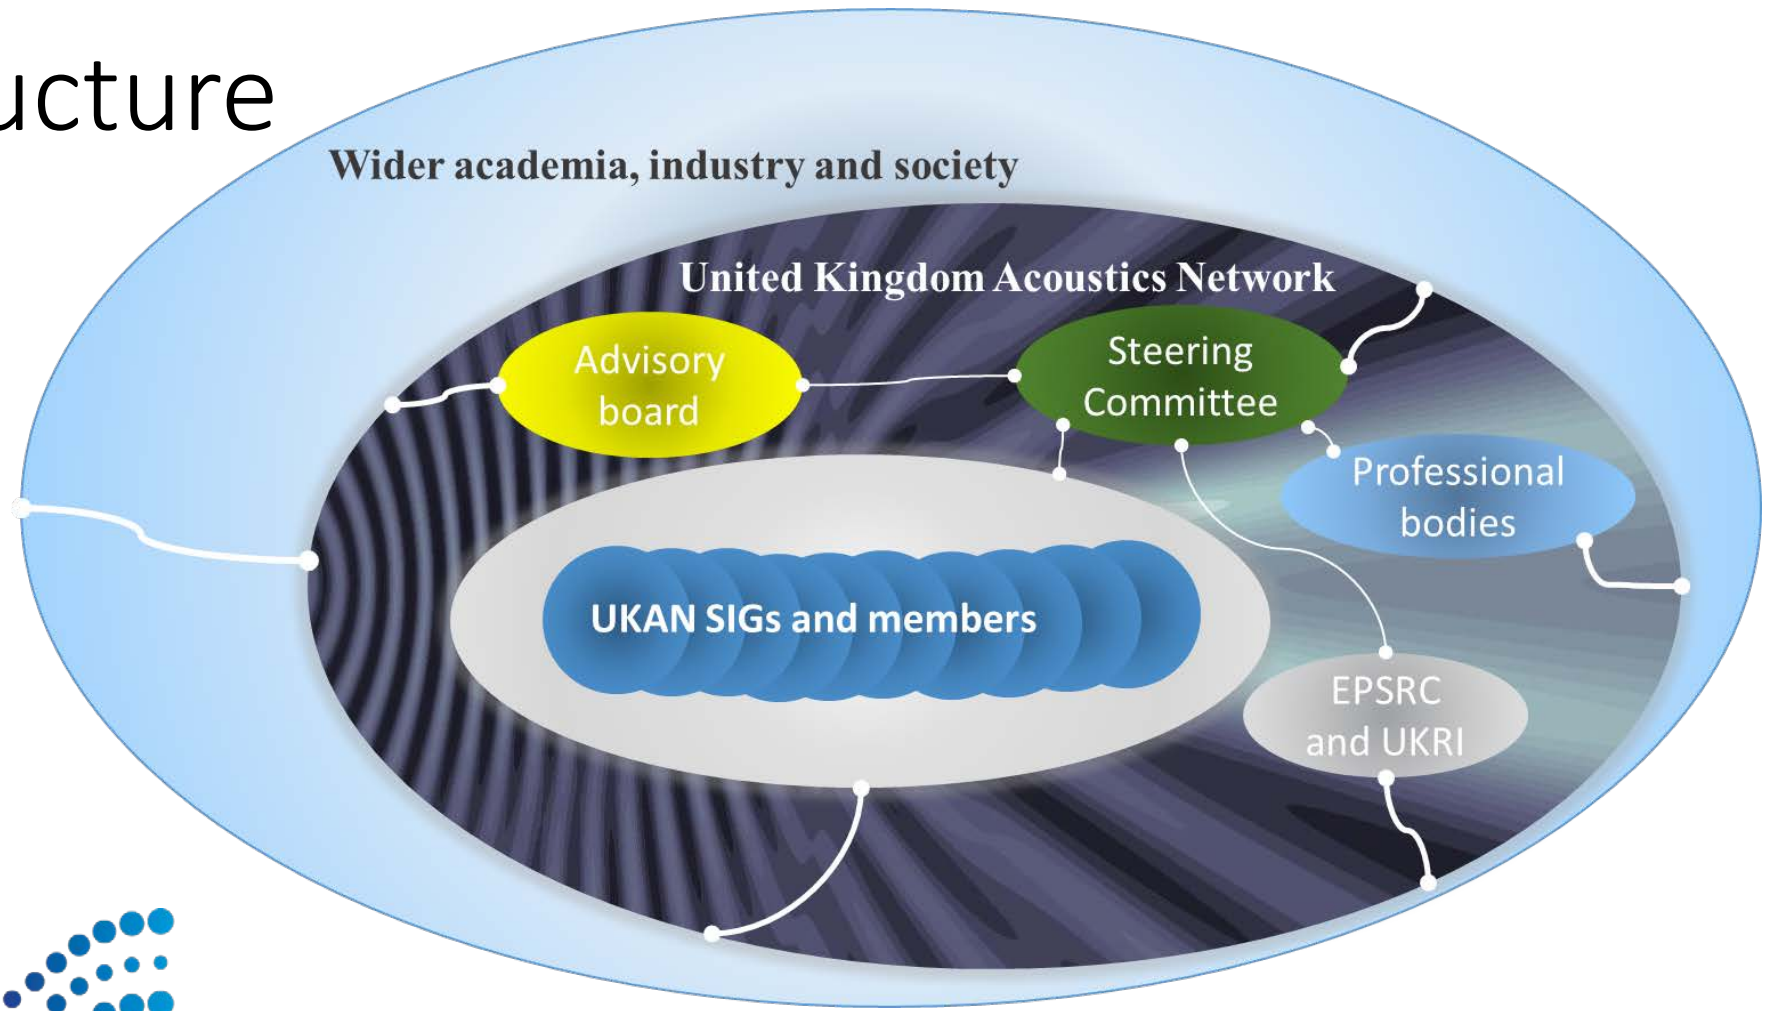 ucture
Wider academia, industry and society
United Kingdom Acoustics Network
Advisory
board
Steering
Committee
Professional
bodies
UKAN SIGs and members
EPSRC
and UKRI